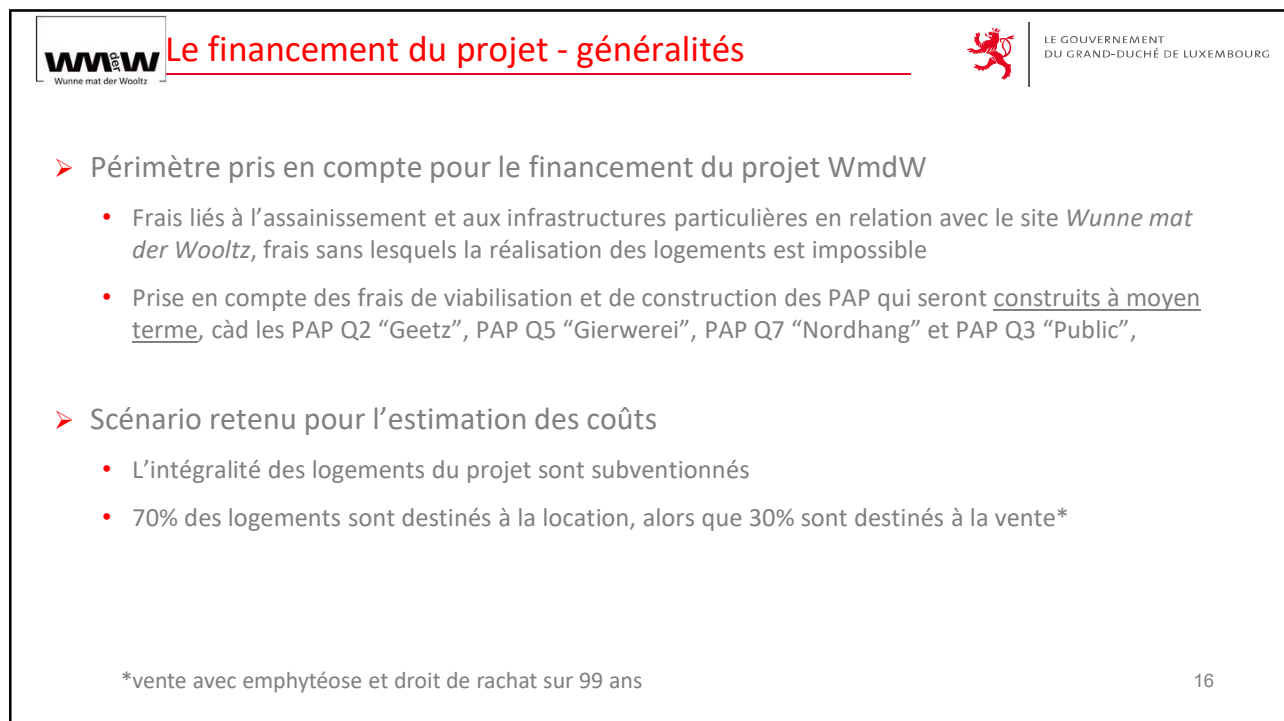 wmder W
Wunne mat der Wooltz
Le financement du projet - généralités
LE GOUVERNEMENT
DU GRAND-DUCHÉ DE LUXEMBOURG
➢ Périmètre pris en compte pour le financement du projet WmdW
• Frais liés à l’assainissement et aux infrastructures particulières en relation avec le site Wunne mat
der Wooltz, frais sans lesquels la réalisation des logements est impossible
• Prise en compte des frais de viabilisation et de construction des PAP qui seront construits à moyen
terme, càd les PAP Q2 “Geetz”, PAP Q5 “Gierwerei”, PAP Q7 “Nordhang” et PAP Q3 “Public”,
➢ Scénario retenu pour l’estimation des coûts
• L’intégralité des logements du projet sont subventionnés
• 70% des logements sont destinés à la location, alors que 30% sont destinés à la vente*
*vente avec emphytéose et droit de rachat sur 99 ans
16